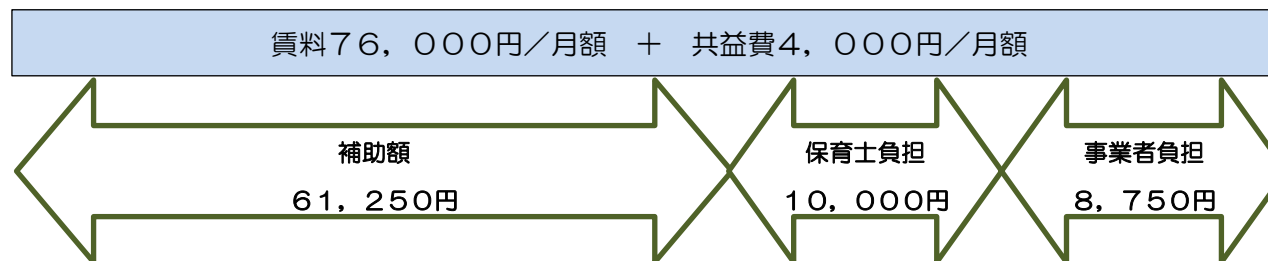 賃料７６，０００円／月額　＋　共益費４，０００円／月額
補助額
６１，２５０円
保育士負担
１０，０００円
事業者負担
８，７５０円